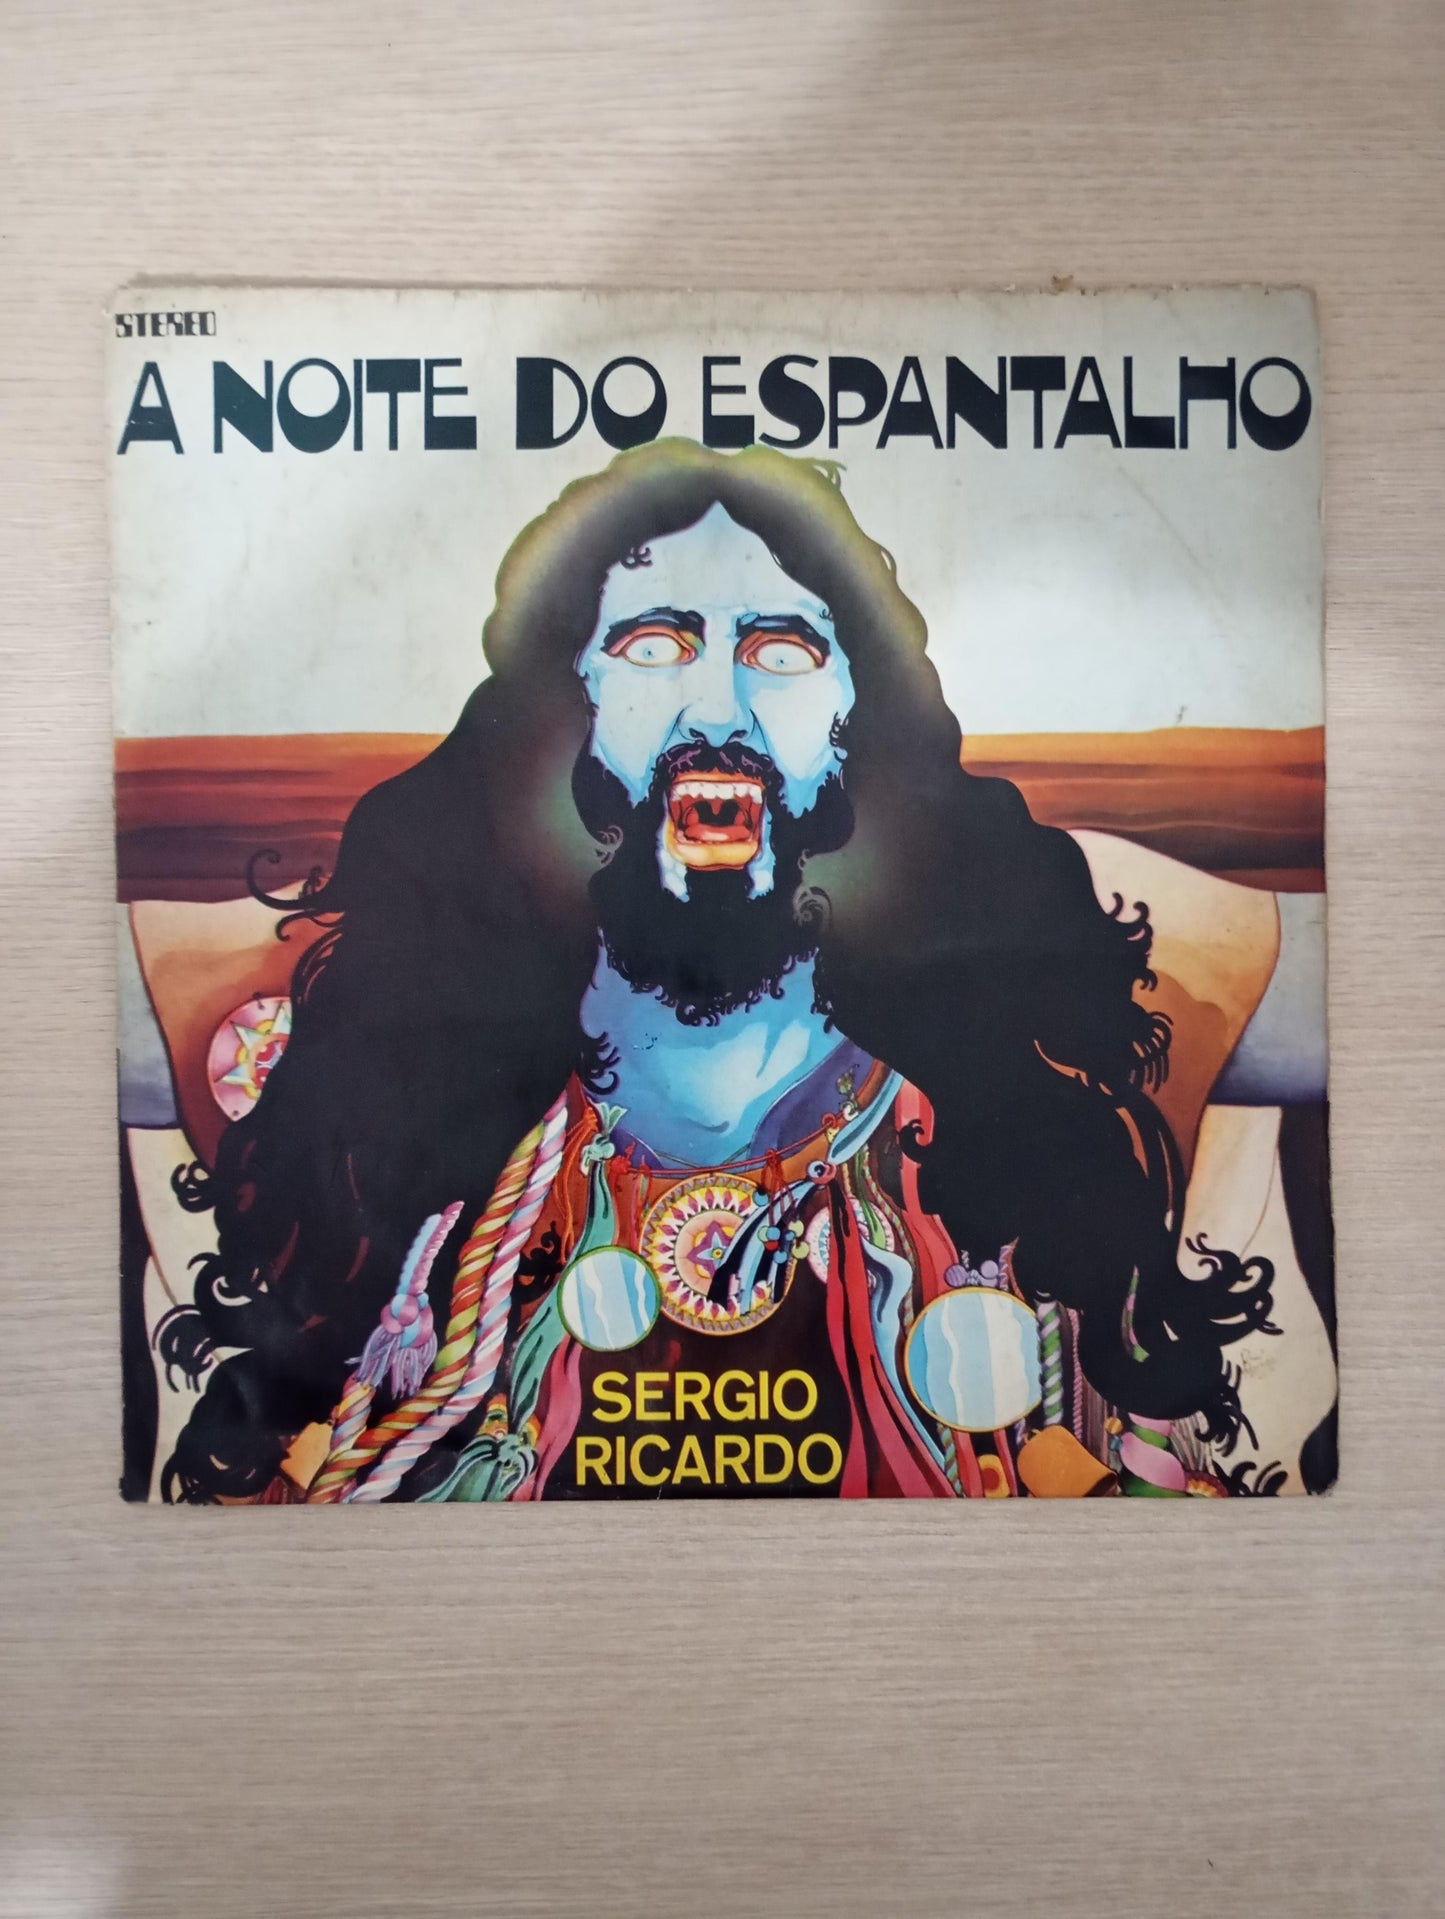 STEREO
A NOITE DO ESPANTALHO
SERGIO
RICARDO